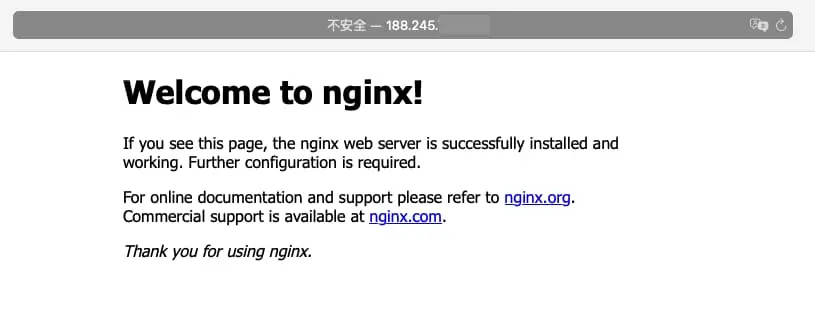 不安全 — 188.245.
Welcome to nginx!
If you see this page, the nginx web server is successfully installed and
working. Further configuration is required.
For online documentation and support please refer to nginx.org.
Commercial support is available at nginx.com.
Thank you for using nginx.